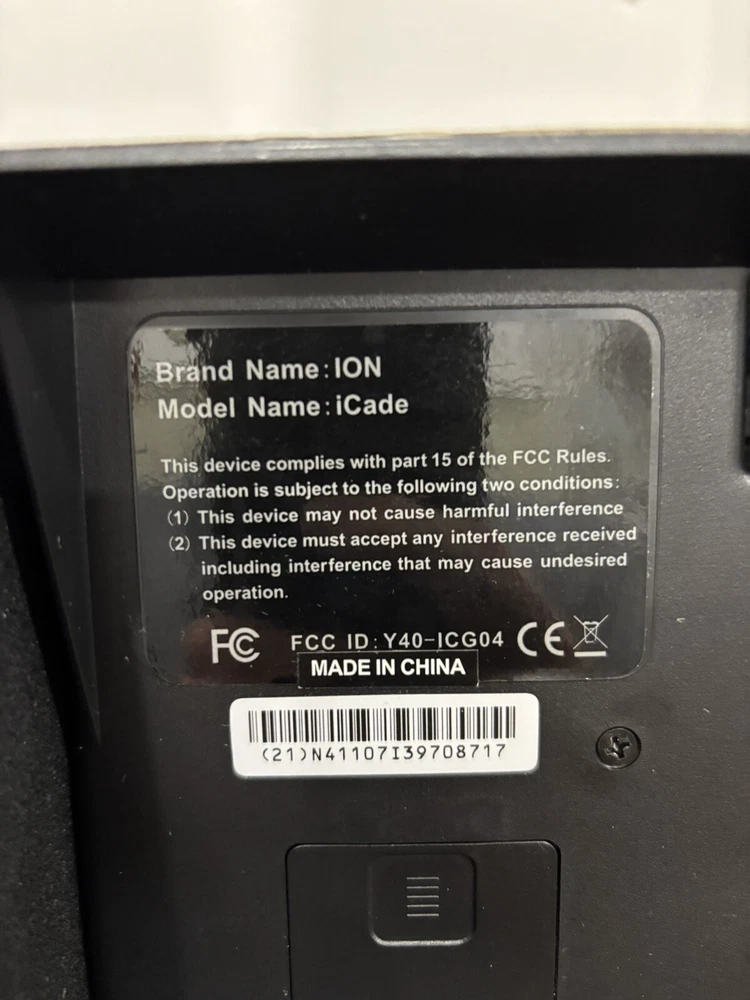 Brand Name: ION
Model Name: iCade
This device complies with part 15 of the FCC Rules.
Operation is subject to the following two conditions:
(1) This device may not cause harmful interference
(2) This device must accept any interference received
including interference that may cause undesired
operation.
FC FCC ID: Y40-ICG04 CE
MADE IN CHINA
(21)N41107I39708717